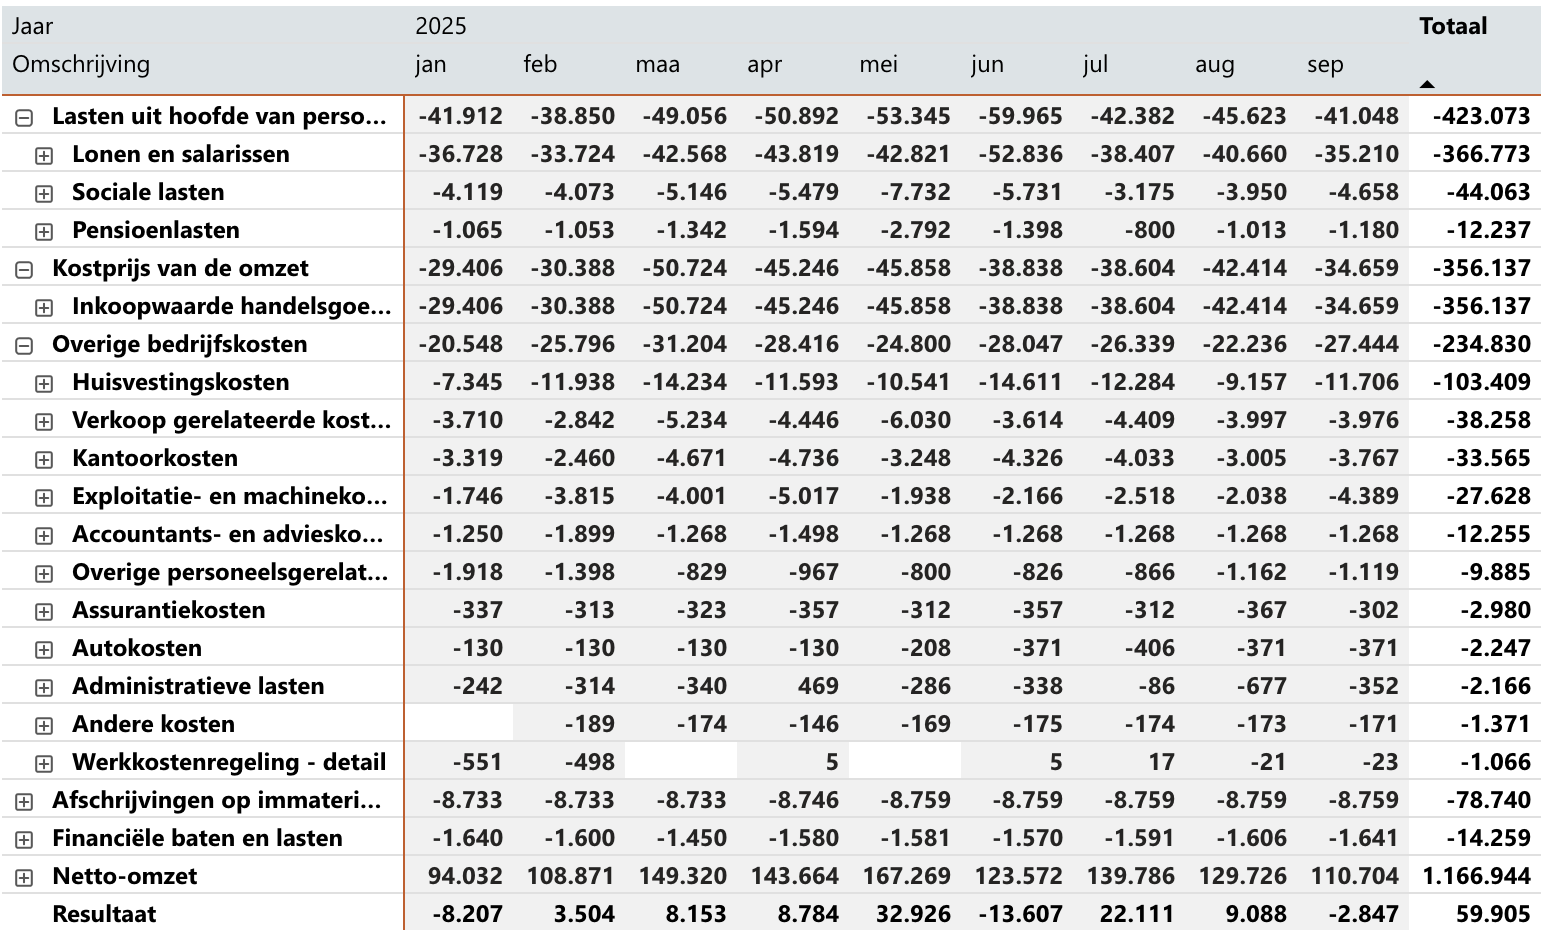 Jaar 2025 Totaal
Omschrijving jan feb maa apr mei jun jul aug sep
Lasten uit hoofde van perso... -41.912 -38.850 -49.056 -50.892 -53.345 -59.965 -42.382 -45.623 -41.048 -423.073
Lonen en salarissen -36.728 -33.724 -42.568 -43.819 -42.821 -52.836 -38.407 -40.660 -35.210 -366.773
Sociale lasten -4.119 -4.073 -5.146 -5.479 -7.732 -5.731 -3.175 -3.950 -4.658 -44.063
Pensioenlasten -1.065 -1.053 -1.342 -1.594 -2.792 -1.398 -800 -1.013 -1.180 -12.237
Kostprijs van de omzet -29.406 -30.388 -50.724 -45.246 -45.858 -38.838 -38.604 -42.414 -34.659 -356.137
Inkoopwaarde handelsgoe... -29.406 -30.388 -50.724 -45.246 -45.858 -38.838 -38.604 -42.414 -34.659 -356.137
Overige bedrijfskosten -20.548 -25.796 -31.204 -28.416 -24.800 -28.047 -26.339 -22.236 -27.444 -234.830
Huisvestingskosten -7.345 -11.938 -14.234 -11.593 -10.541 -14.611 -12.284 -9.157 -11.706 -103.409
Verkoop gerelateerde kost... -3.710 -2.842 -5.234 -4.446 -6.030 -3.614 -4.409 -3.997 -3.976 -38.258
Kantoorkosten -3.319 -2.460 -4.671 -4.736 -3.248 -4.326 -4.033 -3.005 -3.767 -33.565
Exploitatie- en machineko... -1.746 -3.815 -4.001 -5.017 -1.938 -2.166 -2.518 -2.038 -4.389 -27.628
Accountants- en adviesko... -1.250 -1.899 -1.268 -1.498 -1.268 -1.268 -1.268 -1.268 -1.268 -12.255
Overige personeelsgerelat... -1.918 -1.398 -829 -967 -800 -826 -866 -1.162 -1.119 -9.885
Assurantiekosten -337 -313 -323 -357 -312 -357 -312 -367 -302 -2.980
Autokosten -130 -130 -130 -130 -208 -371 -406 -371 -371 -2.247
Administratieve lasten -242 -314 -340 469 -286 -338 -86 -677 -352 -2.166
Andere kosten -189 -174 -146 -169 -175 -174 -173 -171 -1.371
Werkkostenregeling - detail -551 -498 5 5 17 -21 -23 -1.066
Afschrijvingen op immateri... -8.733 -8.733 -8.733 -8.746 -8.759 -8.759 -8.759 -8.759 -8.759 -78.740
Financiële baten en lasten -1.640 -1.600 -1.450 -1.580 -1.581 -1.570 -1.591 -1.606 -1.641 -14.259
Netto-omzet 94.032 108.871 149.320 143.664 167.269 123.572 139.786 129.726 110.704 1.166.944
Resultaat -8.207 3.504 8.153 8.784 32.926 -13.607 22.111 9.088 -2.847 59.905